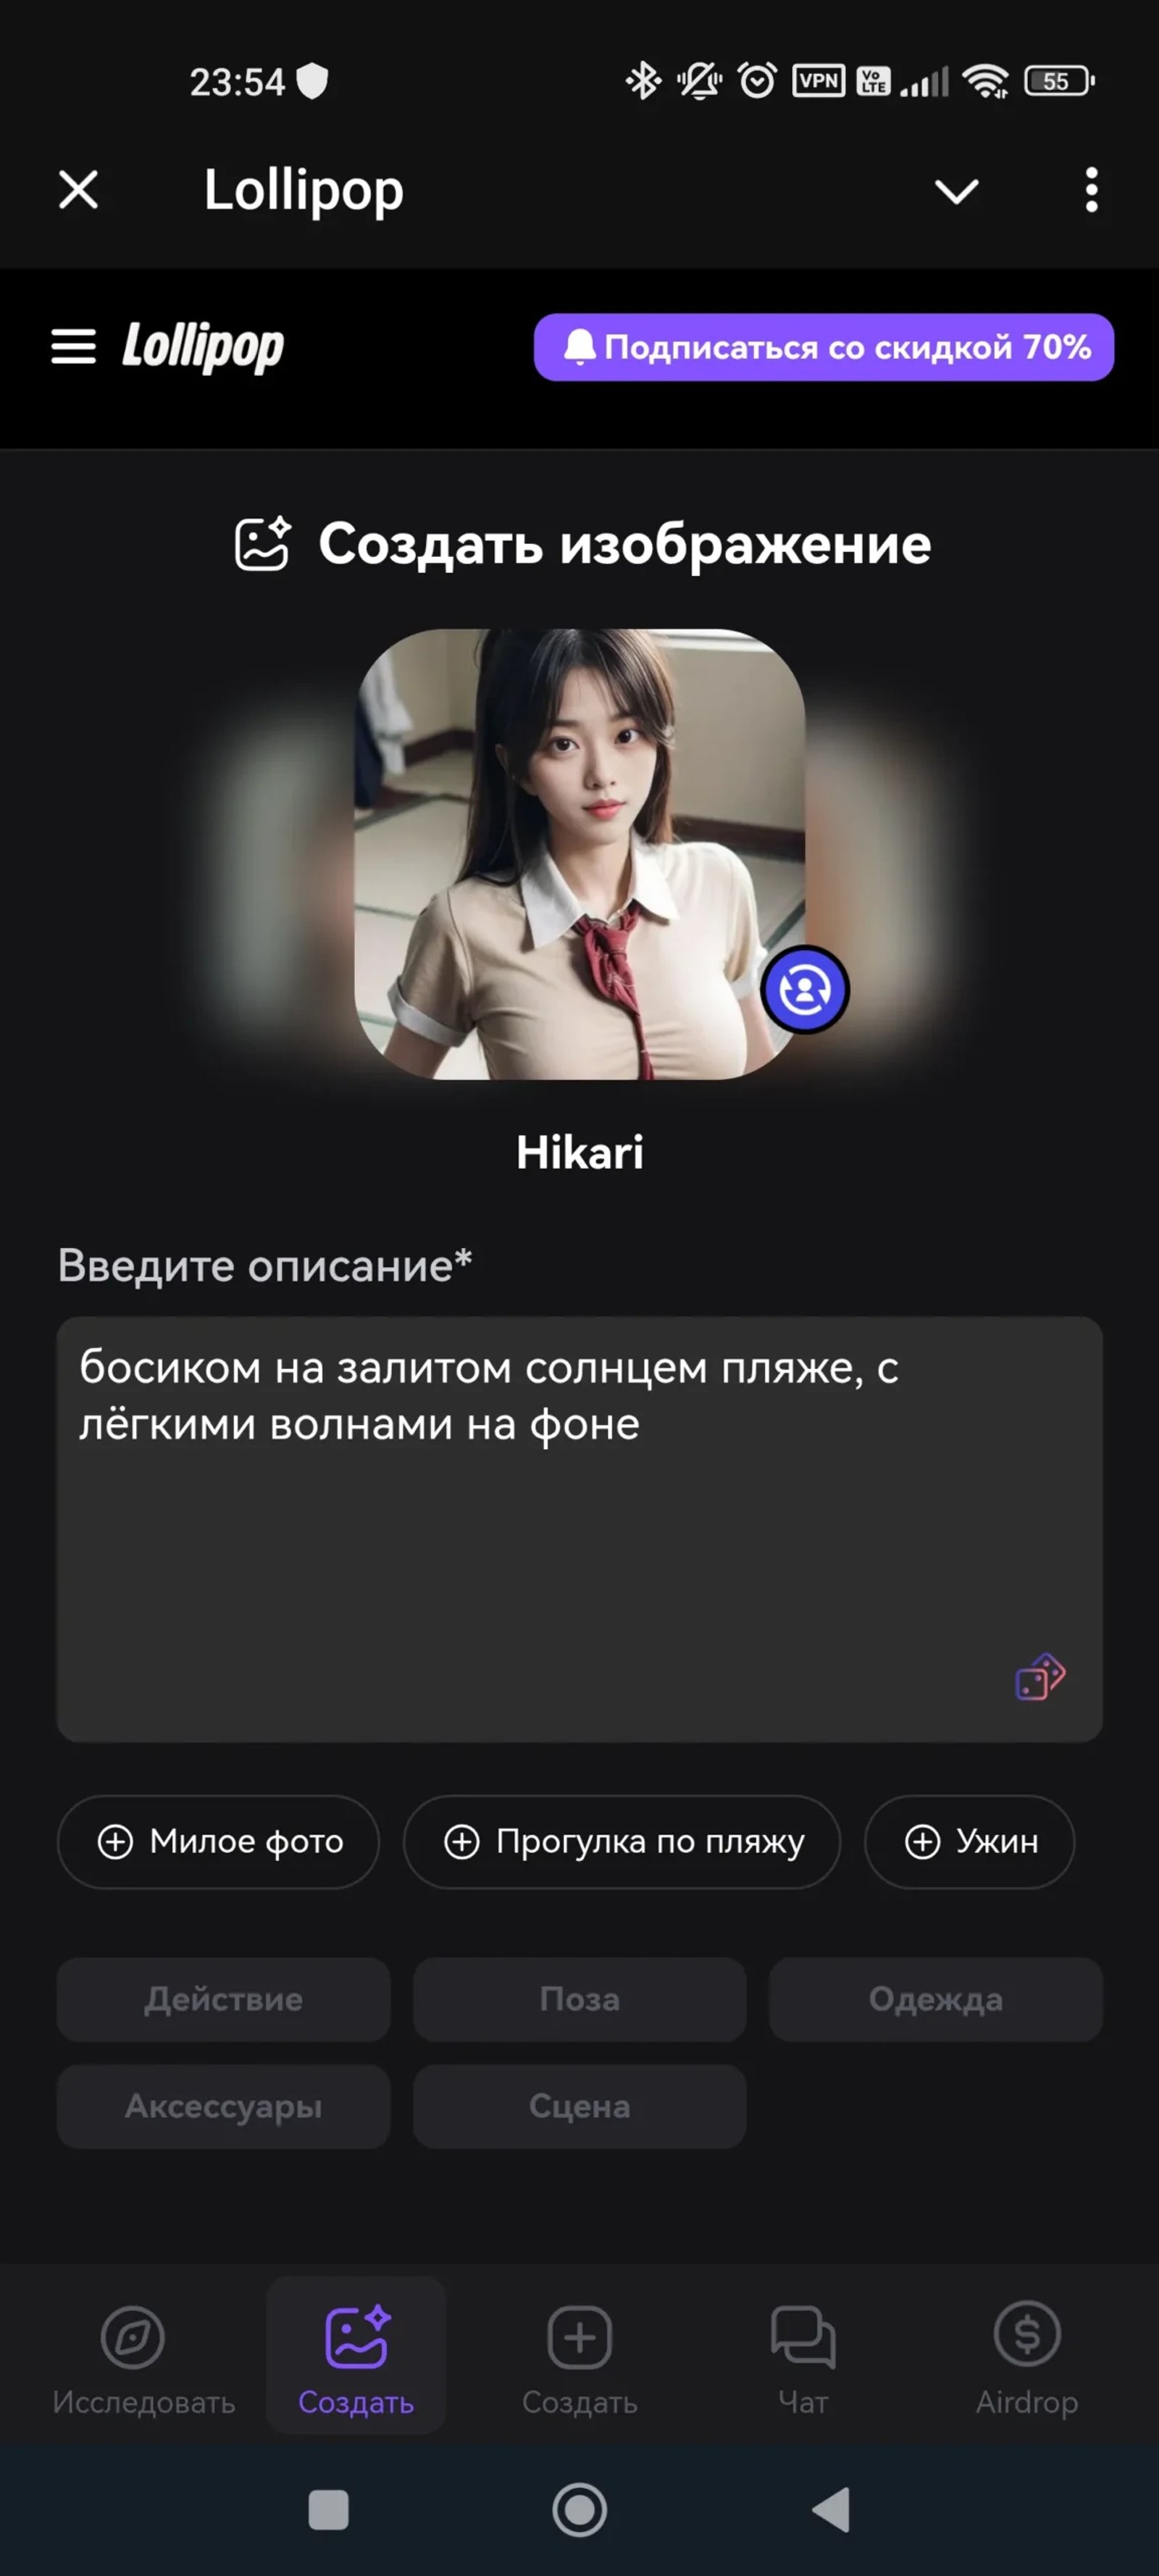 23:54 VPN Vo LTE 55
Lollipop
Lollipop
Подписаться со скидкой 70%
Создать изображение
Hikari
Введите описание*
босиком на залитом солнцем пляже, с
лёгкими волнами на фоне
Милое фото Прогулка по пляжу Ужин
Действие Поза Одежда
Аксессуары Сцена
Исследовать Создать Создать Чат Airdrop